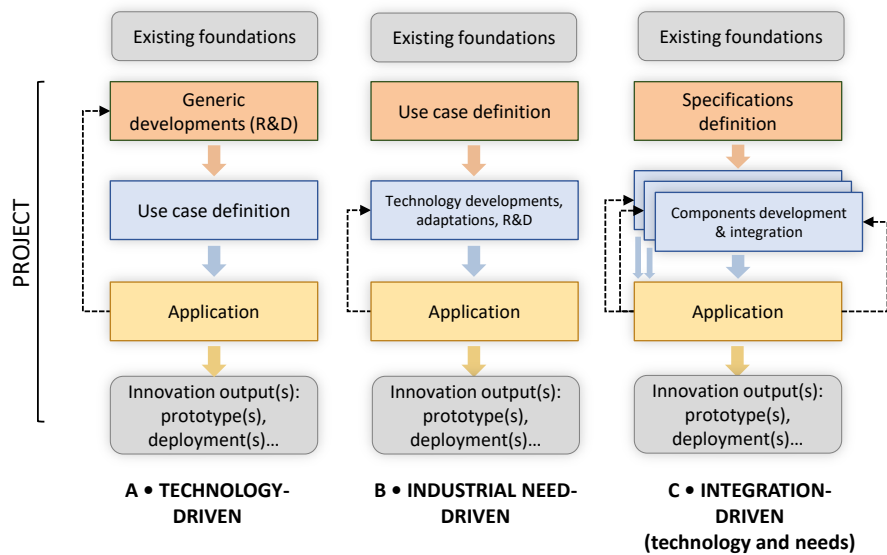 Existing foundations
Existing foundations
Existing foundations
PROJECT
Generic
developments (R&D)
Use case definition
Application
Innovation output(s):
prototype(s),
deployment(s)...
A • TECHNOLOGY-
DRIVEN
Use case definition
Technology developments,
adaptations, R&D
Application
Innovation output(s):
prototype(s),
deployment(s)...
B • INDUSTRIAL NEED-
DRIVEN
Specifications
definition
Components development
& integration
Application
Innovation output(s):
prototype(s),
deployment(s)...
C • INTEGRATION-
DRIVEN
(technology and needs)